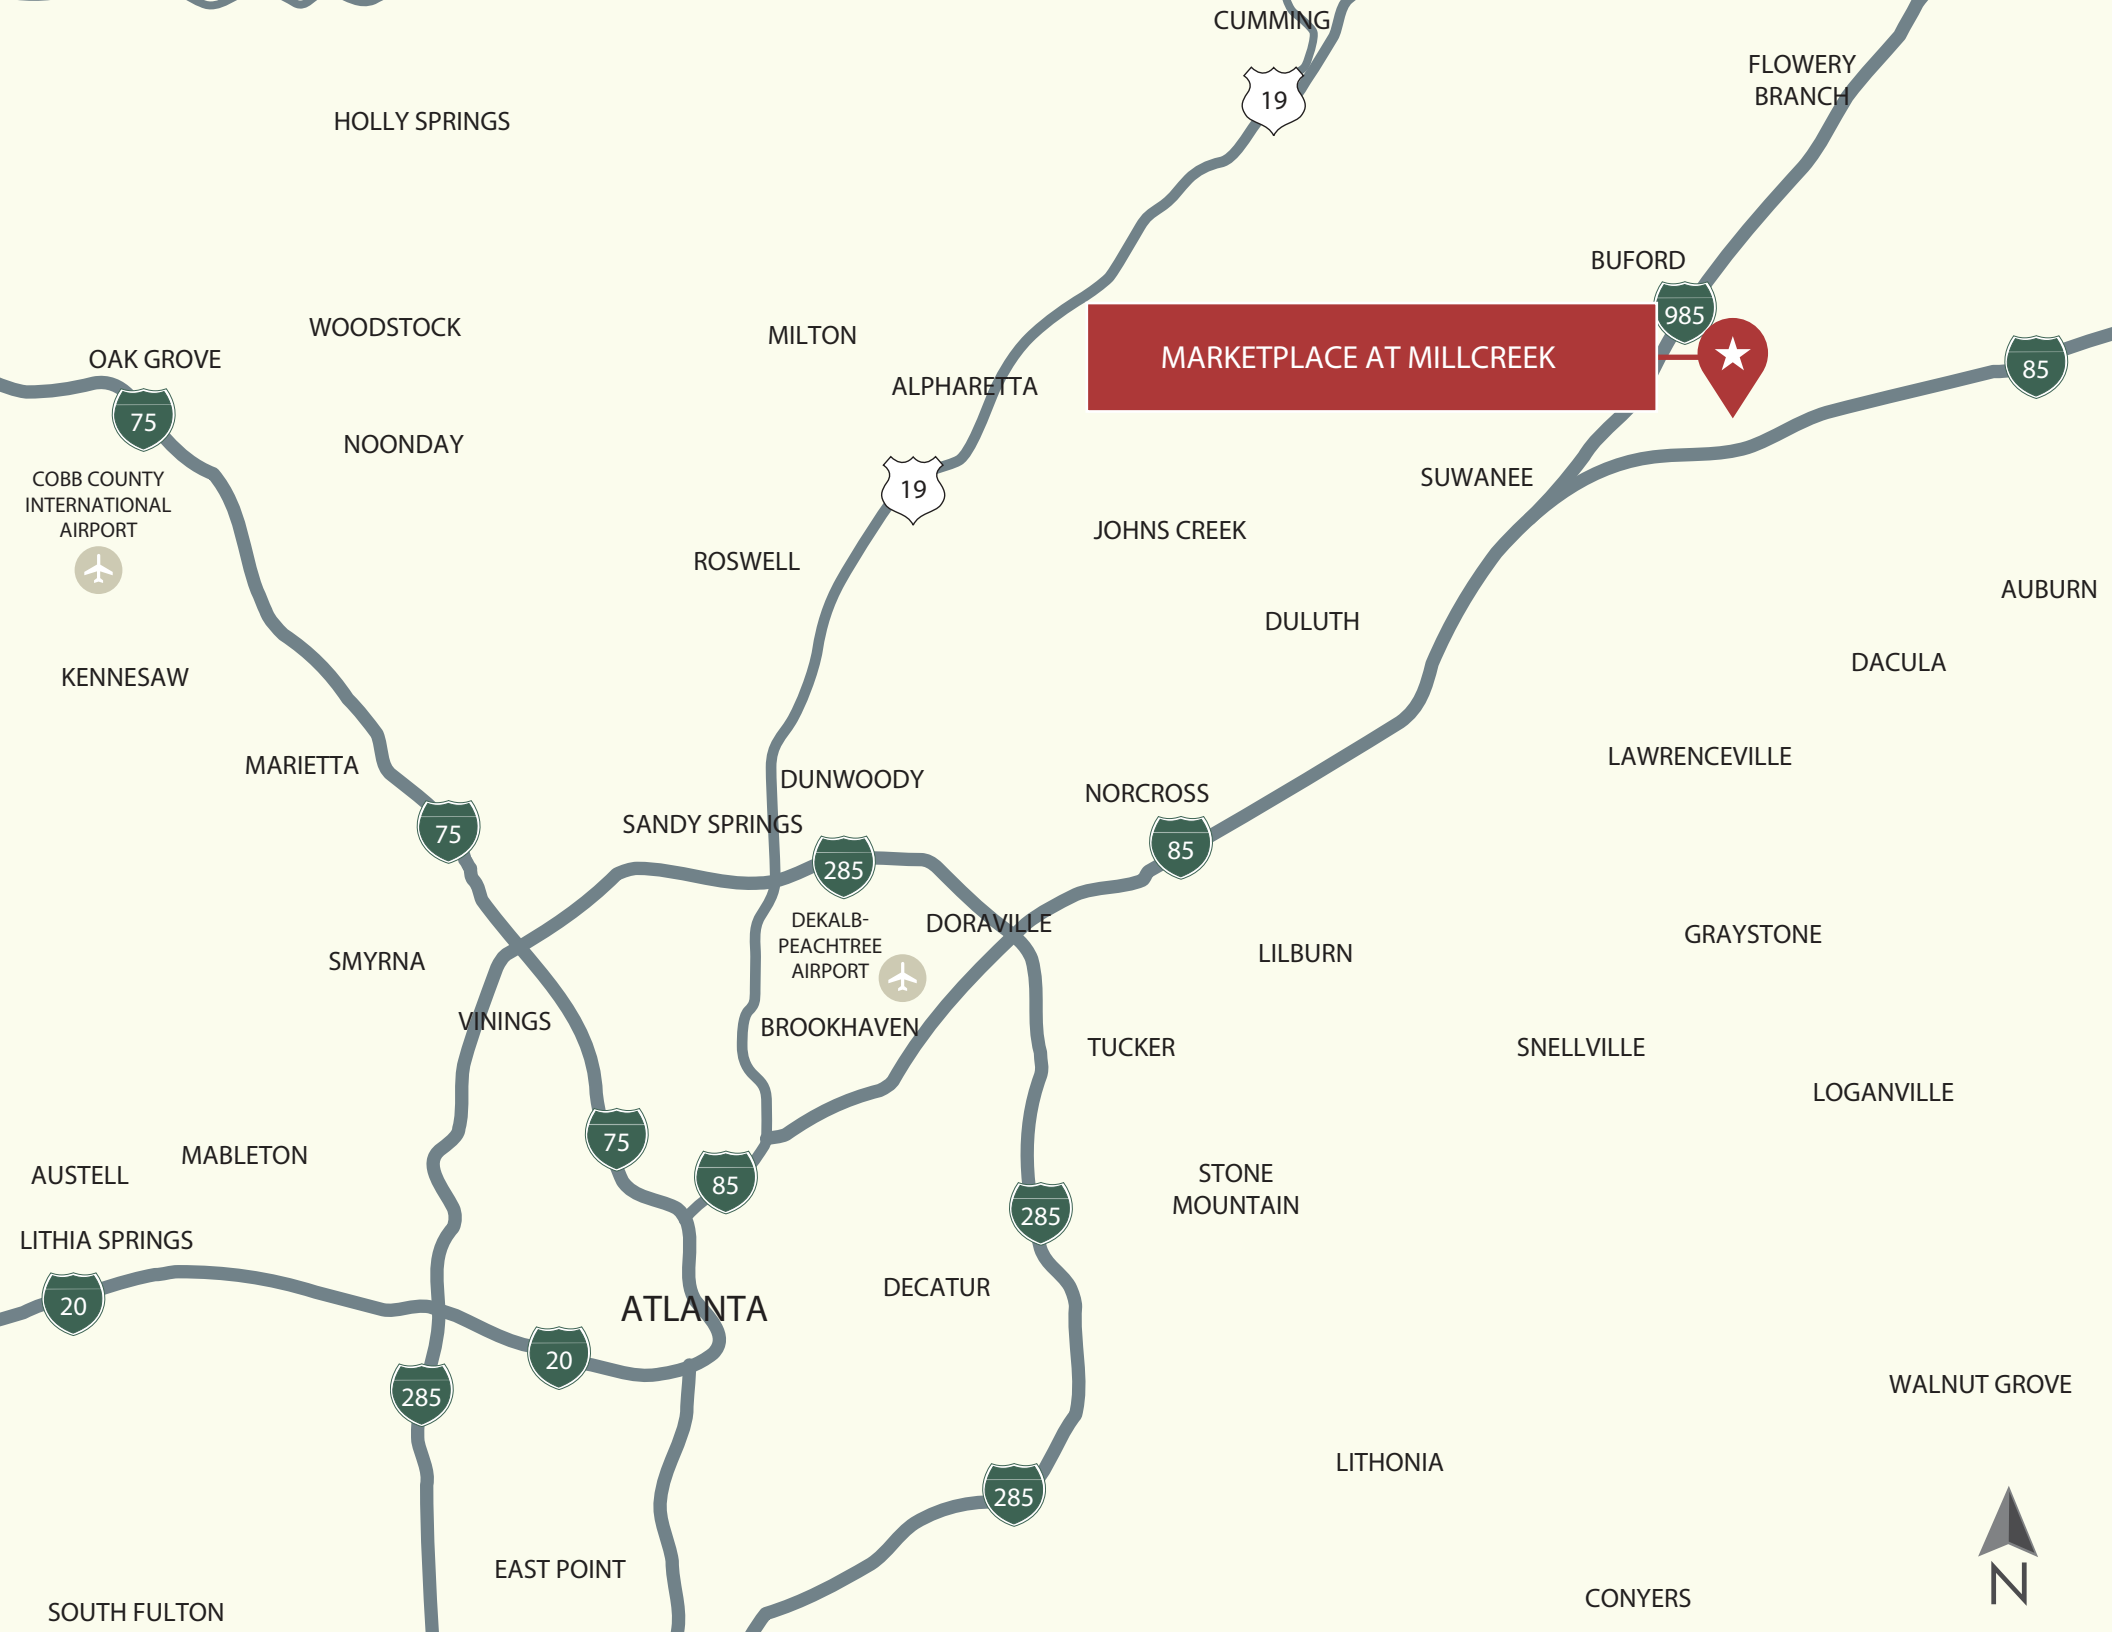 CUMMING
FLOWERY
BRANCH
19
HOLLY SPRINGS
BUFORD
985
WOODSTOCK
MILTON
MARKETPLACE AT MILLCREEK
OAK GROVE
85
ALPHARETTA
75
NOONDAY
COBB COUNTY
INTERNATIONAL
AIRPORT
SUWANEE
19
JOHNS CREEK
ROSWELL
AUBURN
DULUTH
DACULA
KENNESAW
LAWRENCEVILLE
MARIETTA
DUNWOODY
NORCROSS
SANDY SPRINGS
75
85
285
DEKALB-
PEACHTREE
AIRPORT
DORAVILLE
GRAYSTONE
LILBURN
SMYRNA
VININGS
BROOKHAVEN
TUCKER
SNELLVILLE
LOGANVILLE
75
MABLETON
AUSTELL
85
STONE
MOUNTAIN
285
LITHIA SPRINGS
DECATUR
20
ATLANTA
20
WALNUT GROVE
285
LITHONIA
285
EAST POINT
N
CONYERS
SOUTH FULTON